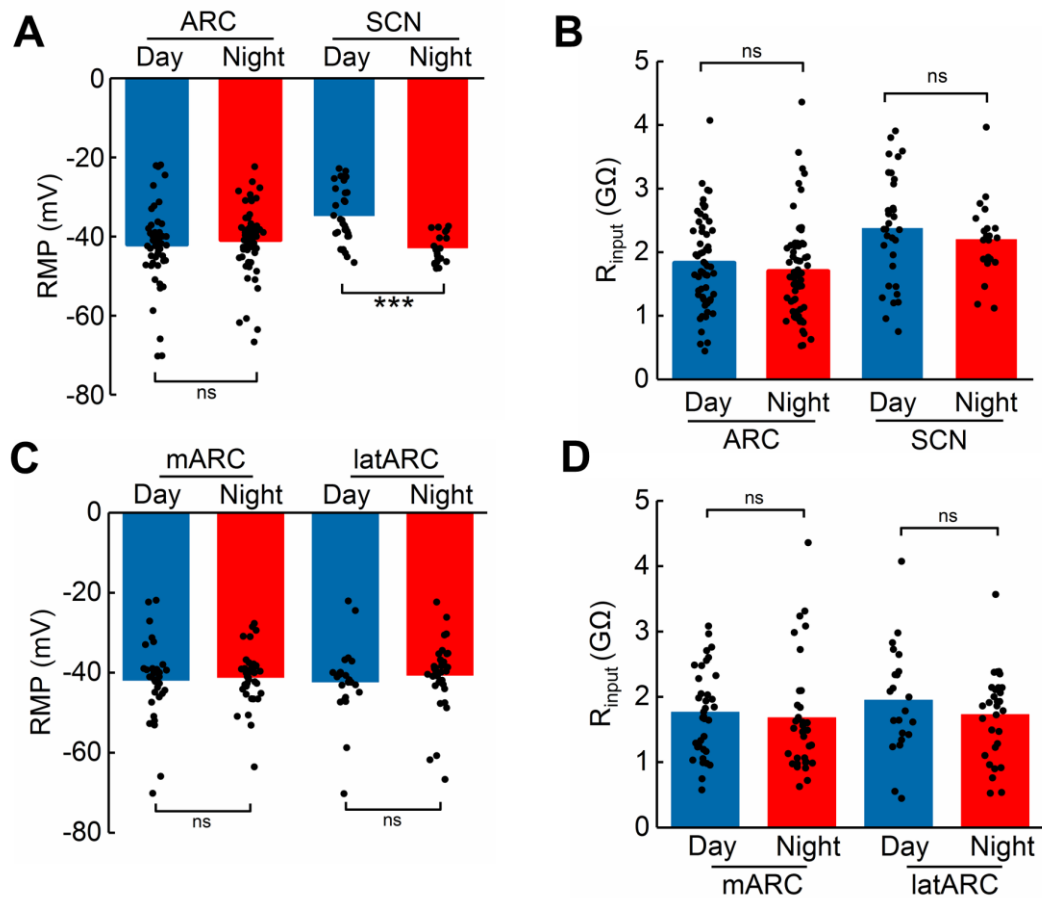 A
ARC SCN
Day Night Day Night
0
-20
-40
-60
-80
RMP (mV)
ns
***
B
5
4
3
2
1
0
Rinput (GΩ)
ns
ns
Day Night Day Night
ARC SCN
C
mARC latARC
Day Night Day Night
0
-20
-40
-60
-80
RMP (mV)
ns ns
D
5
4
3
2
1
0
Rinput (GΩ)
ns
ns
Day Night Day Night
mARC latARC